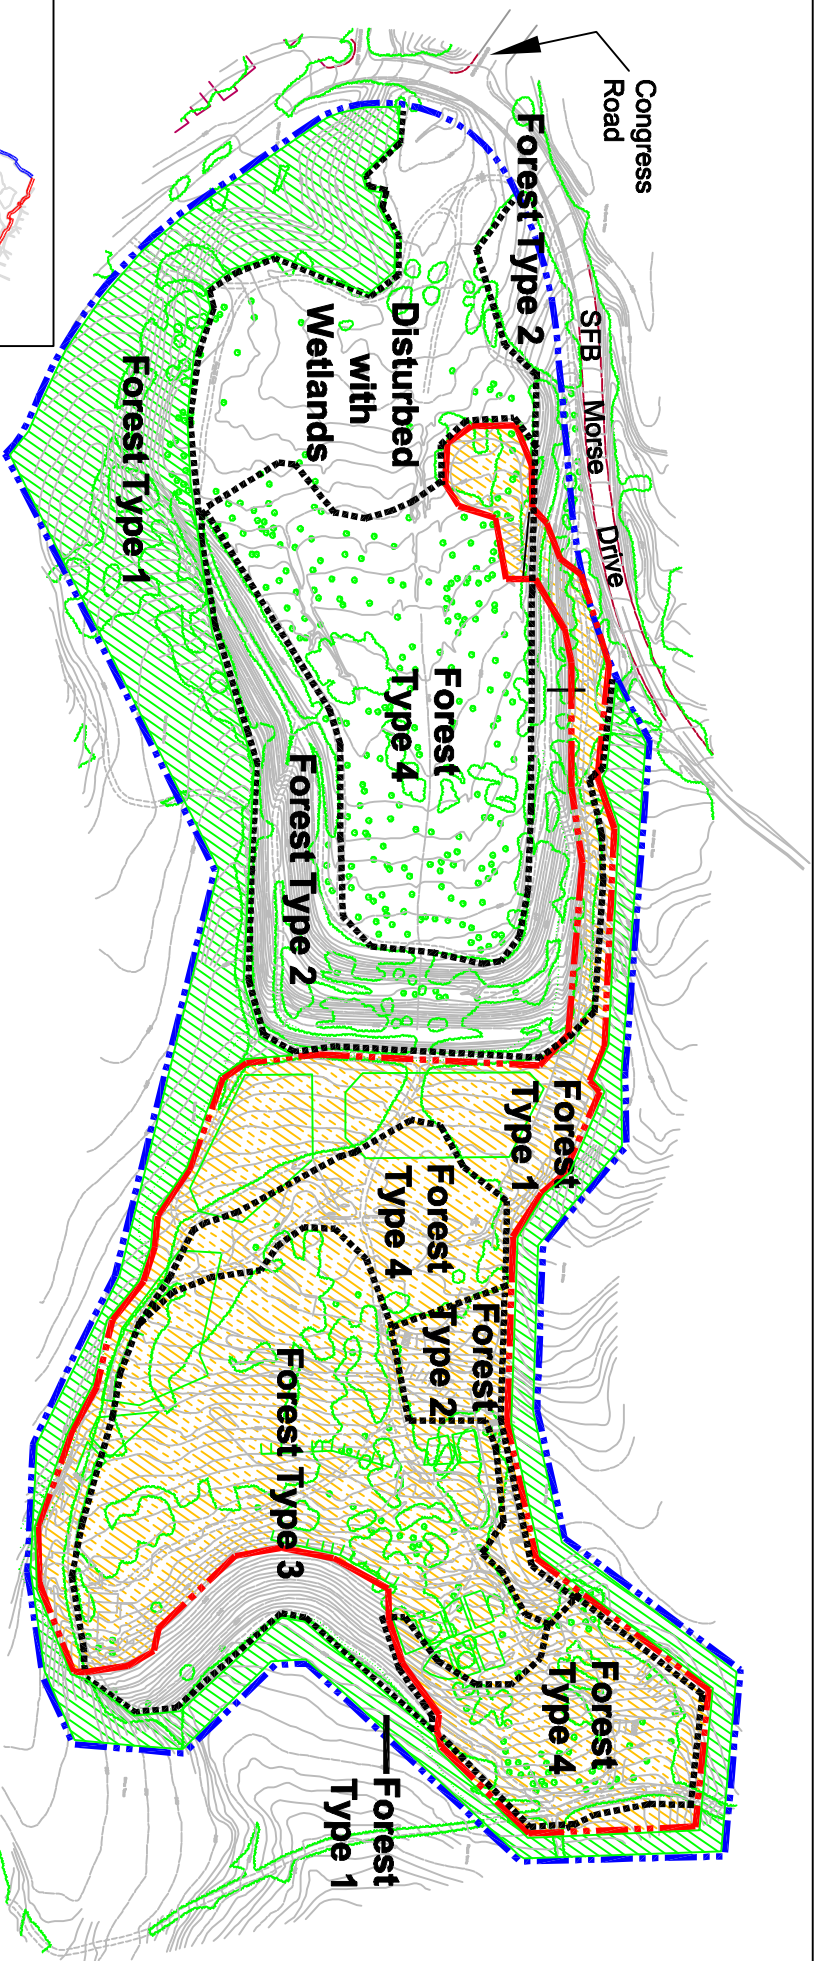 Congress
Road
SFB Morse Drive
Forest Type 2
Disturbed
with
Wetlands
Forest Type 1
Forest
Type 4
Forest Type 2
Forest
Type 1
Forest
Type 4
Forest
Type 2
Forest Type 3
Forest
Type 4
Forest
Type 1